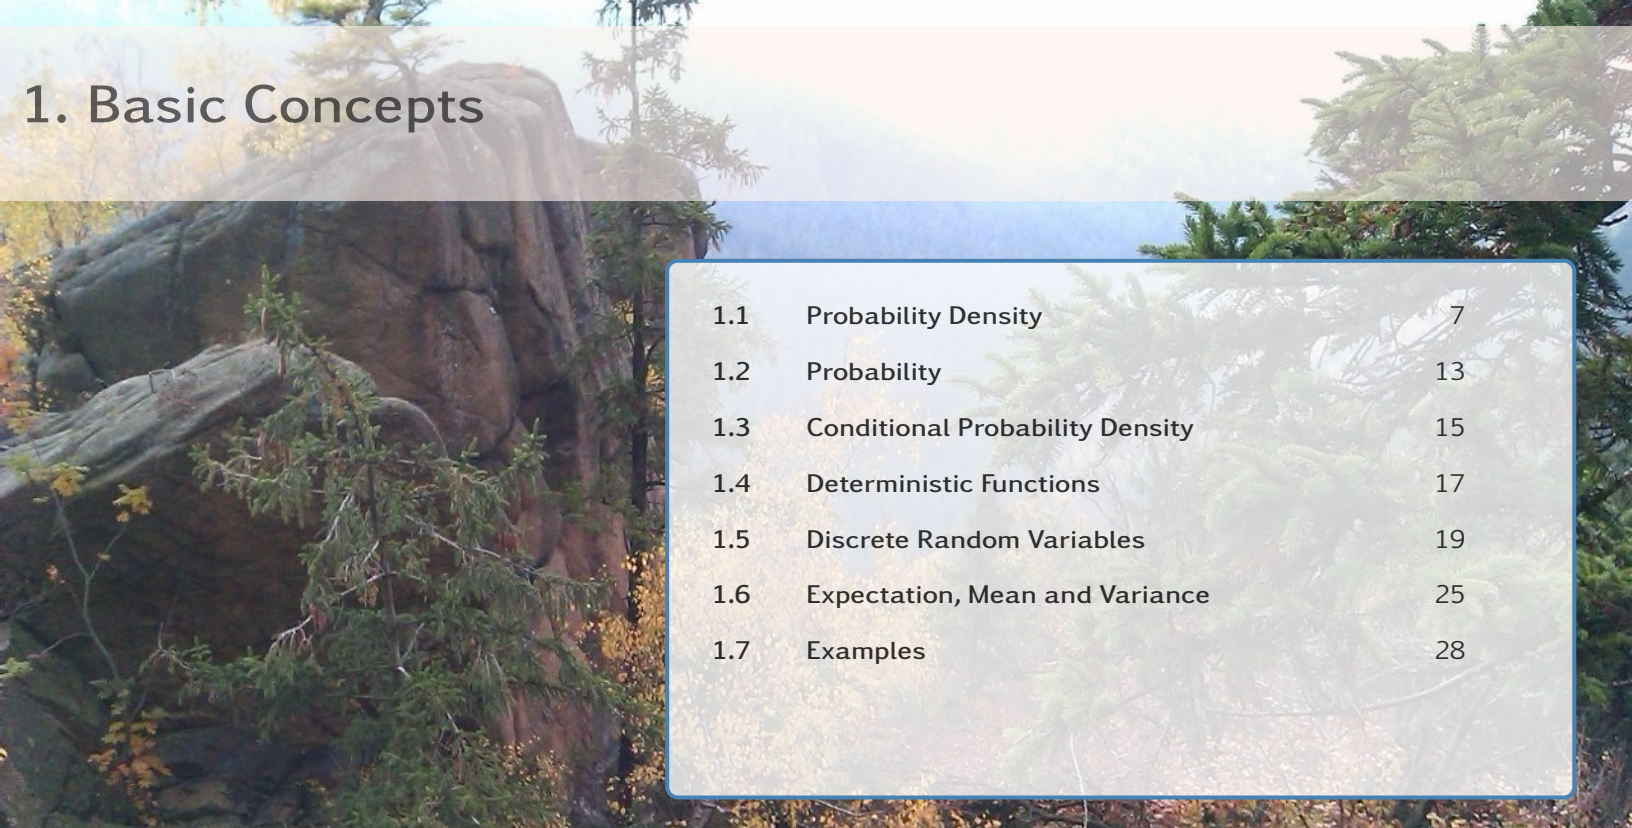 1. Basic Concepts
1.1 Probability Density 7
1.2 Probability 13
1.3 Conditional Probability Density 15
1.4 Deterministic Functions 17
1.5 Discrete Random Variables 19
1.6 Expectation, Mean and Variance 25
1.7 Examples 28